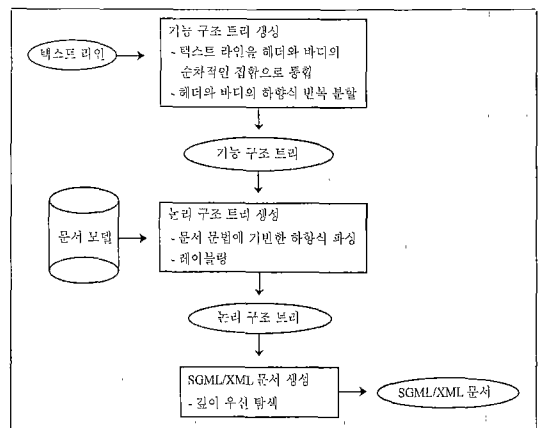 기능 구조 트리 생성
텍스트 라인
- 텍스트 라인을 헤더와 바디의
순차적인 집합으로 통합
- 헤더와 바디의 하향식 반복 분할
기능 구조 트리
문서 모델
논리 구조 트리 생성
- 문서 문법에 기반한 하향식 파싱
- 레이블링
논리 구조 트리
SGML/XML 문서 생성
- 깊이 우선 탐색
SGML/XML 문서